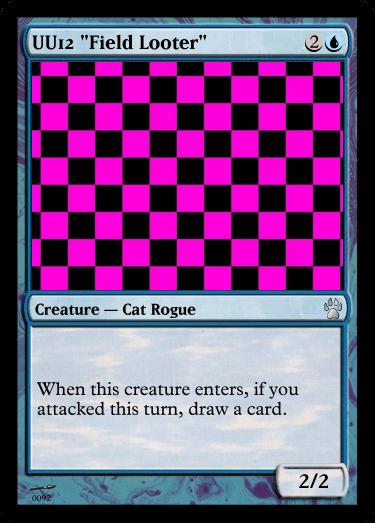 UU12 "Field Looter" 2
Creature — Cat Rogue
When this creature enters, if you
attacked this turn, draw a card.
2/2
0092